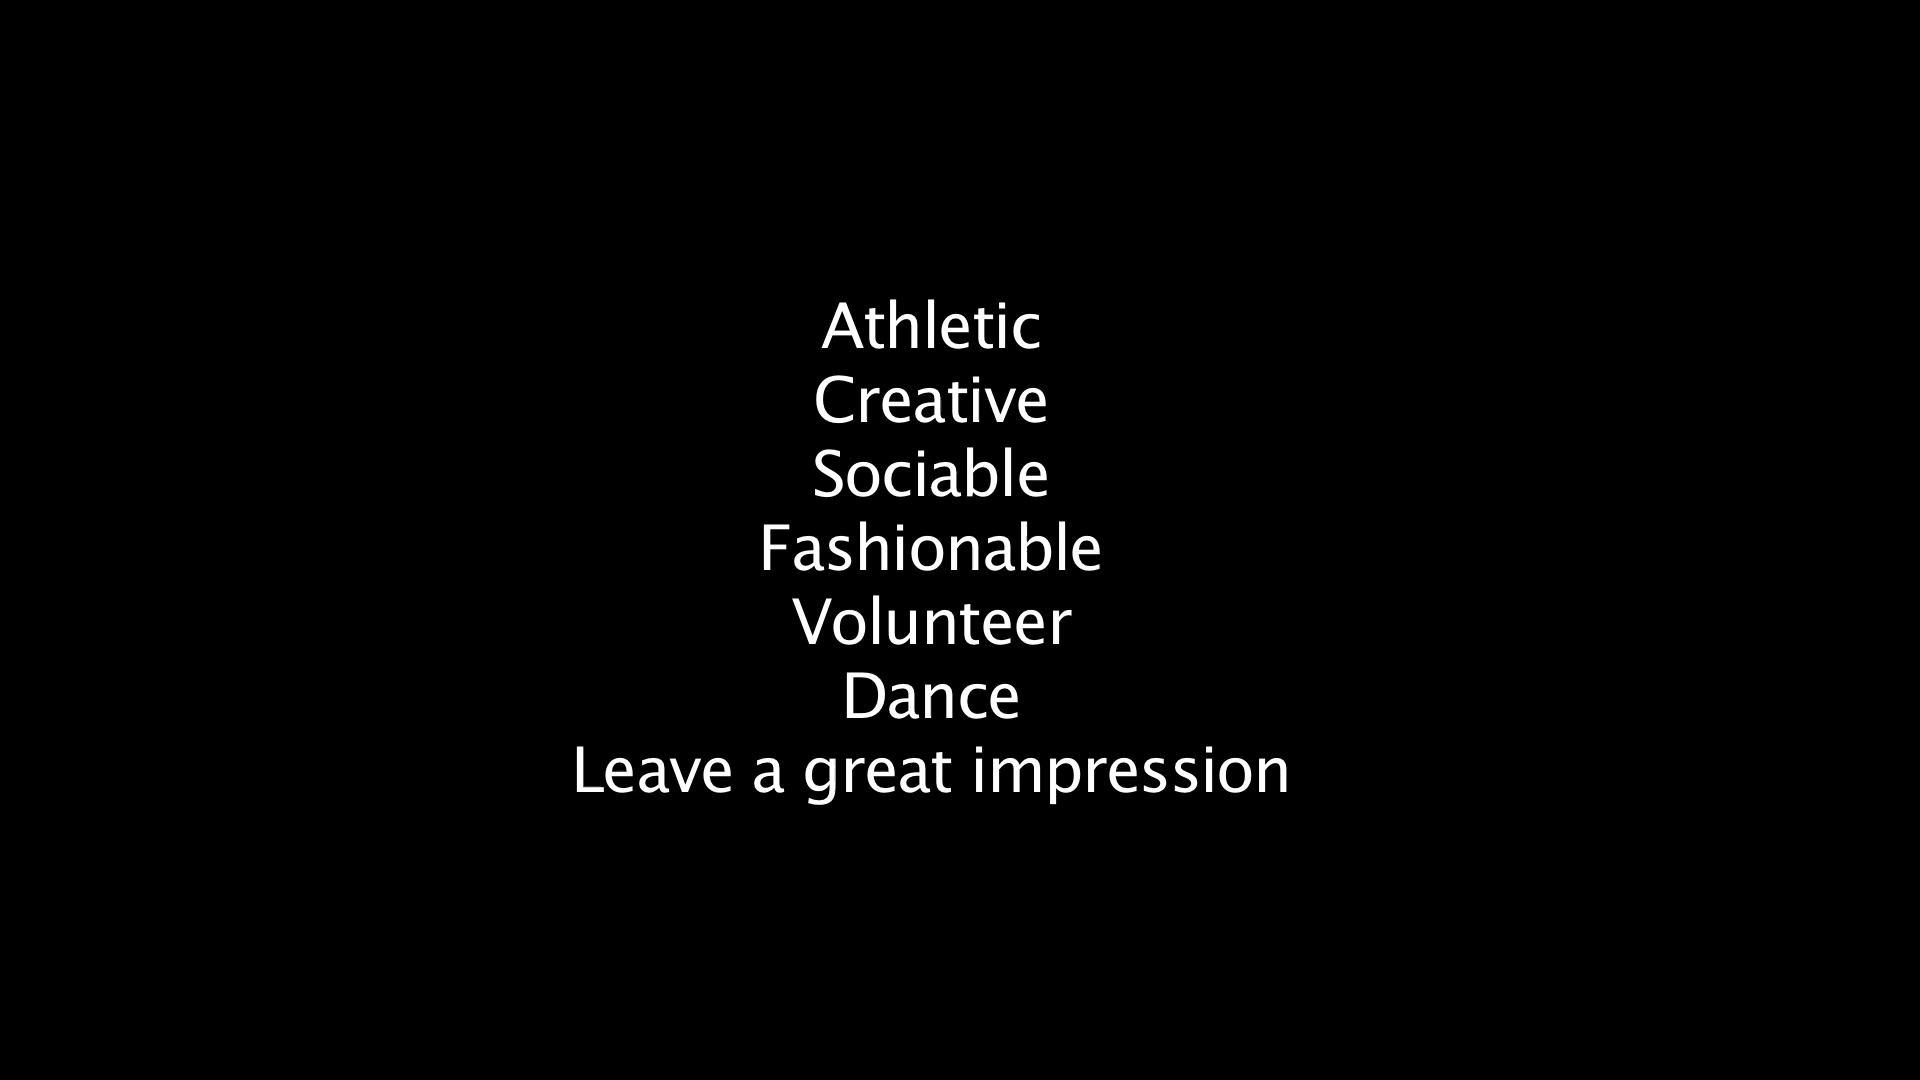 Athletic
Creative
Sociable
Fashionable
Volunteer
Dance
Leave a great impression